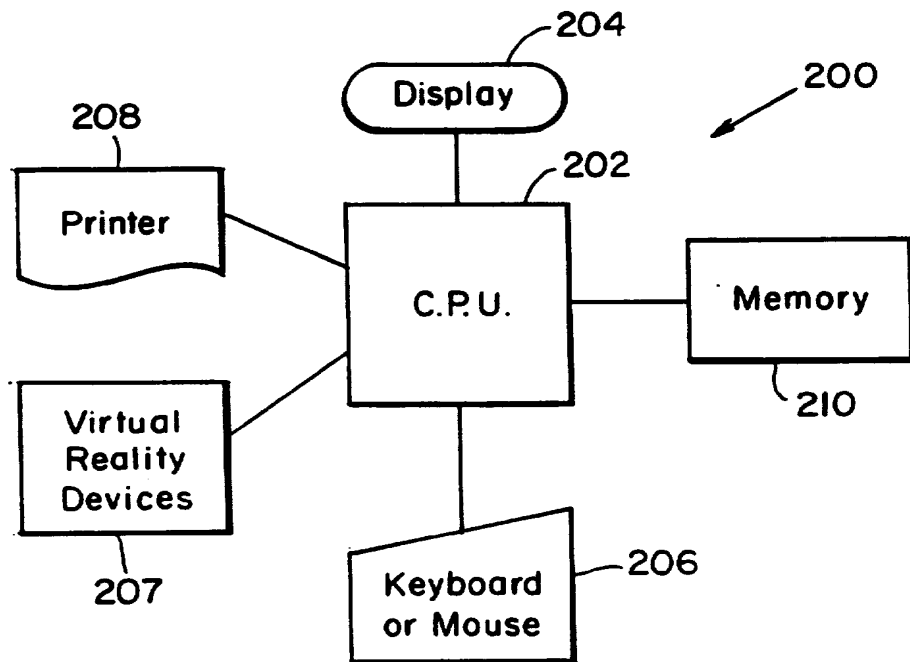 204
Display
200
208
Printer
202
C.P.U.
Memory
210
Virtual
Reality
Devices
207
206
Keyboard
or Mouse